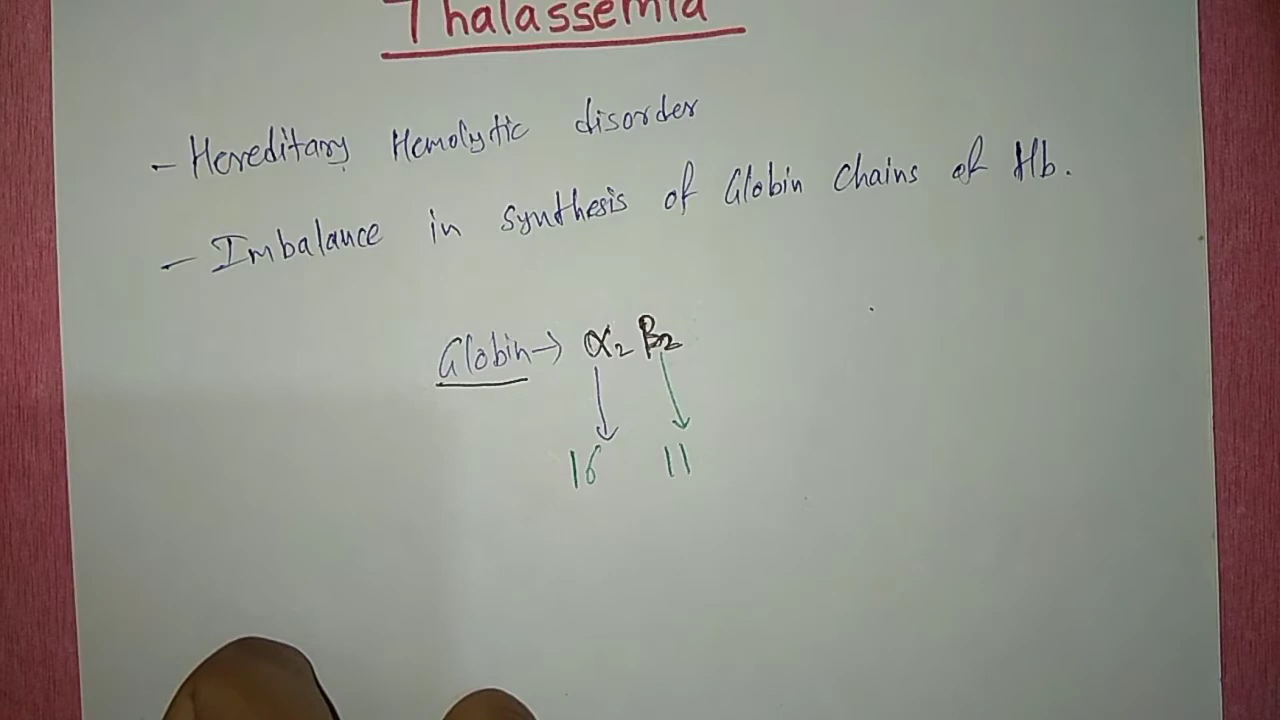 Thalassemia
- Hereditary Hemolytic disorder
- Imbalance in synthesis of Globin chains of Hb.
Globin → α₂ β₂
16 11